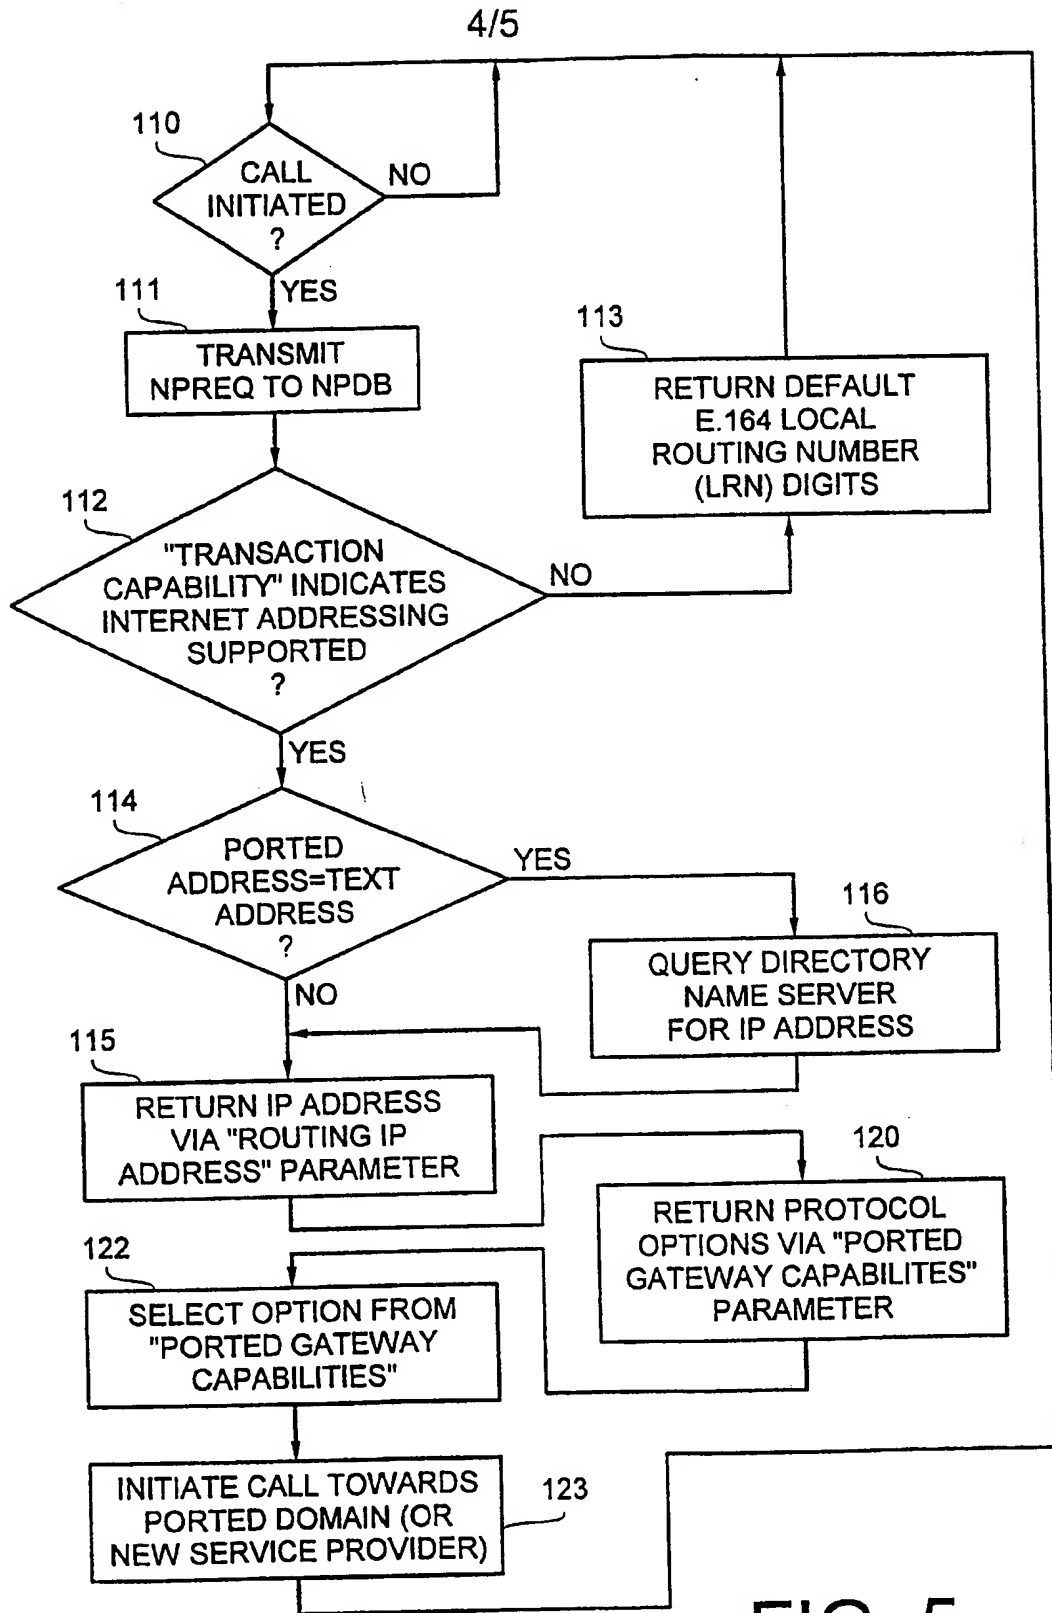 4/5
110
CALL
INITIATED
?
NO
YES
111
TRANSMIT
NPREQ TO NPDB
113
RETURN DEFAULT
E.164 LOCAL
ROUTING NUMBER
(LRN) DIGITS
112
"TRANSACTION
CAPABILITY" INDICATES
INTERNET ADDRESSING
SUPPORTED
?
NO
YES
114
PORTED
ADDRESS=TEXT
ADDRESS
?
YES
NO
116
QUERY DIRECTORY
NAME SERVER
FOR IP ADDRESS
115
RETURN IP ADDRESS
VIA "ROUTING IP
ADDRESS" PARAMETER
120
RETURN PROTOCOL
OPTIONS VIA "PORTED
GATEWAY CAPABILITES"
PARAMETER
122
SELECT OPTION FROM
"PORTED GATEWAY
CAPABILITIES"
INITIATE CALL TOWARDS
PORTED DOMAIN (OR
NEW SERVICE PROVIDER)
123
FIG. 5